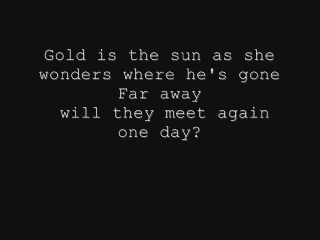 Gold is the sun as she
wonders where he's gone
Far away
will they meet again
one day?